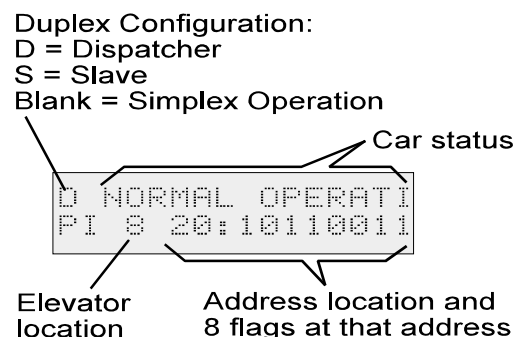 Duplex Configuration:
D = Dispatcher
S = Slave
Blank = Simplex Operation
Car status
D NORMAL OPERATI
PI 8 20:10110011
Elevator
location
Address location and
8 flags at that address